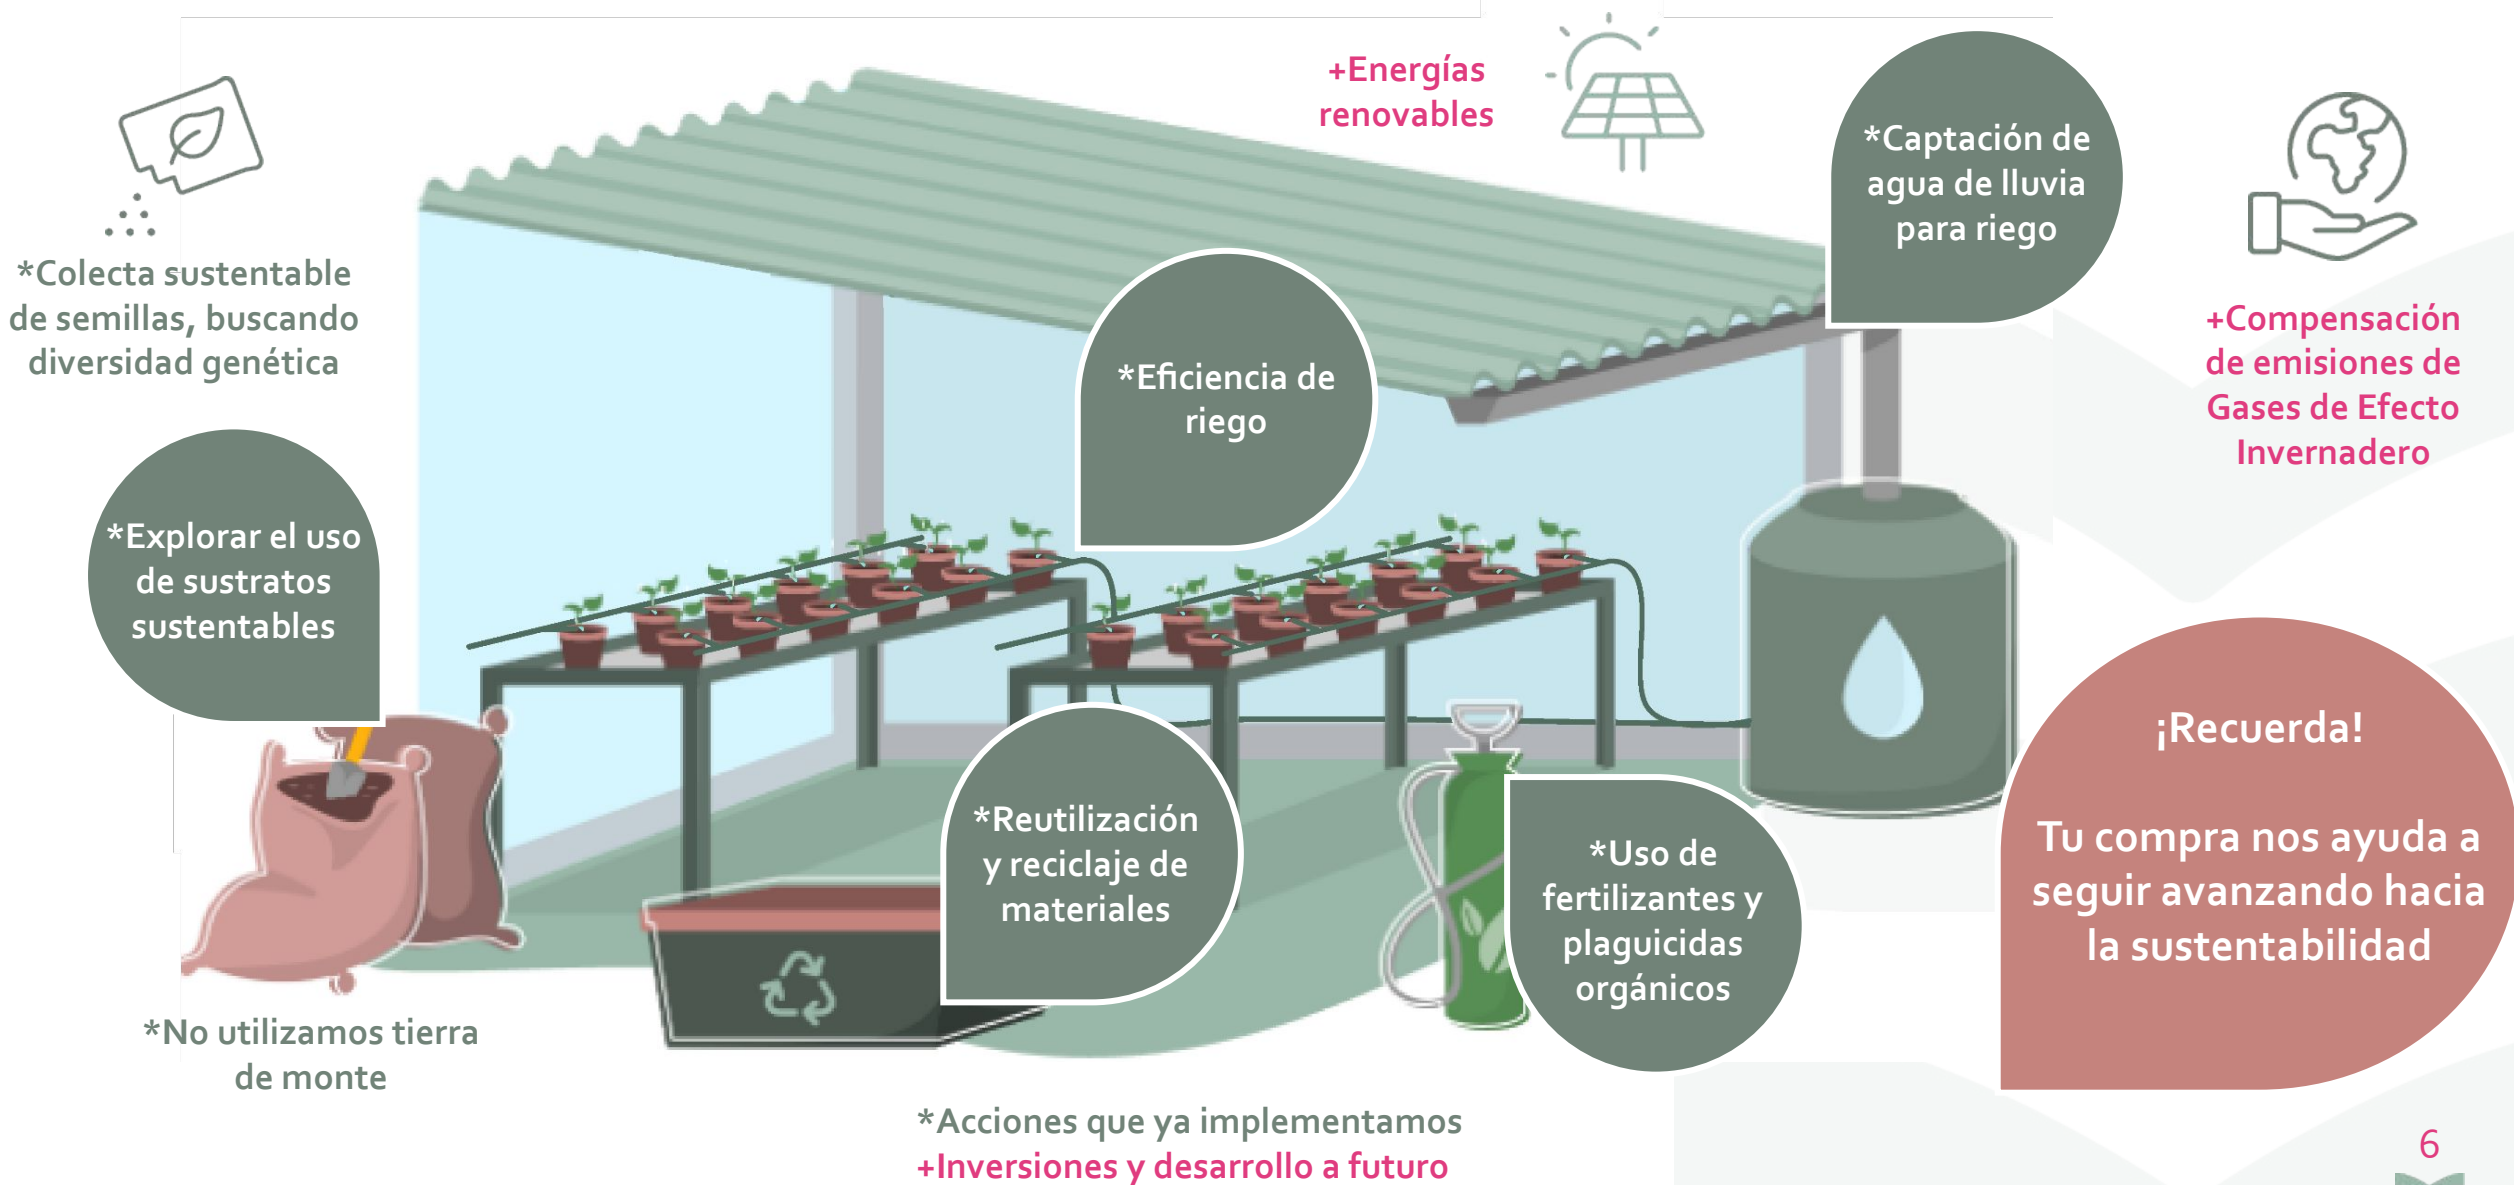 +Energías
renovables
*Captación de
agua de lluvia
para riego
*Colecta sustentable
de semillas, buscando
diversidad genética
+Compensación
de emisiones de
Gases de Efecto
Invernadero
*Eficiencia de
riego
*Explorar el uso
de sustratos
sustentables
¡Recuerda!
Tu compra nos ayuda a
seguir avanzando hacia
la sustentabilidad
*Reutilización
y reciclaje de
materiales
*Uso de
fertilizantes y
plaguicidas
orgánicos
*No utilizamos tierra
de monte
*Acciones que ya implementamos
+Inversiones y desarrollo a futuro
6